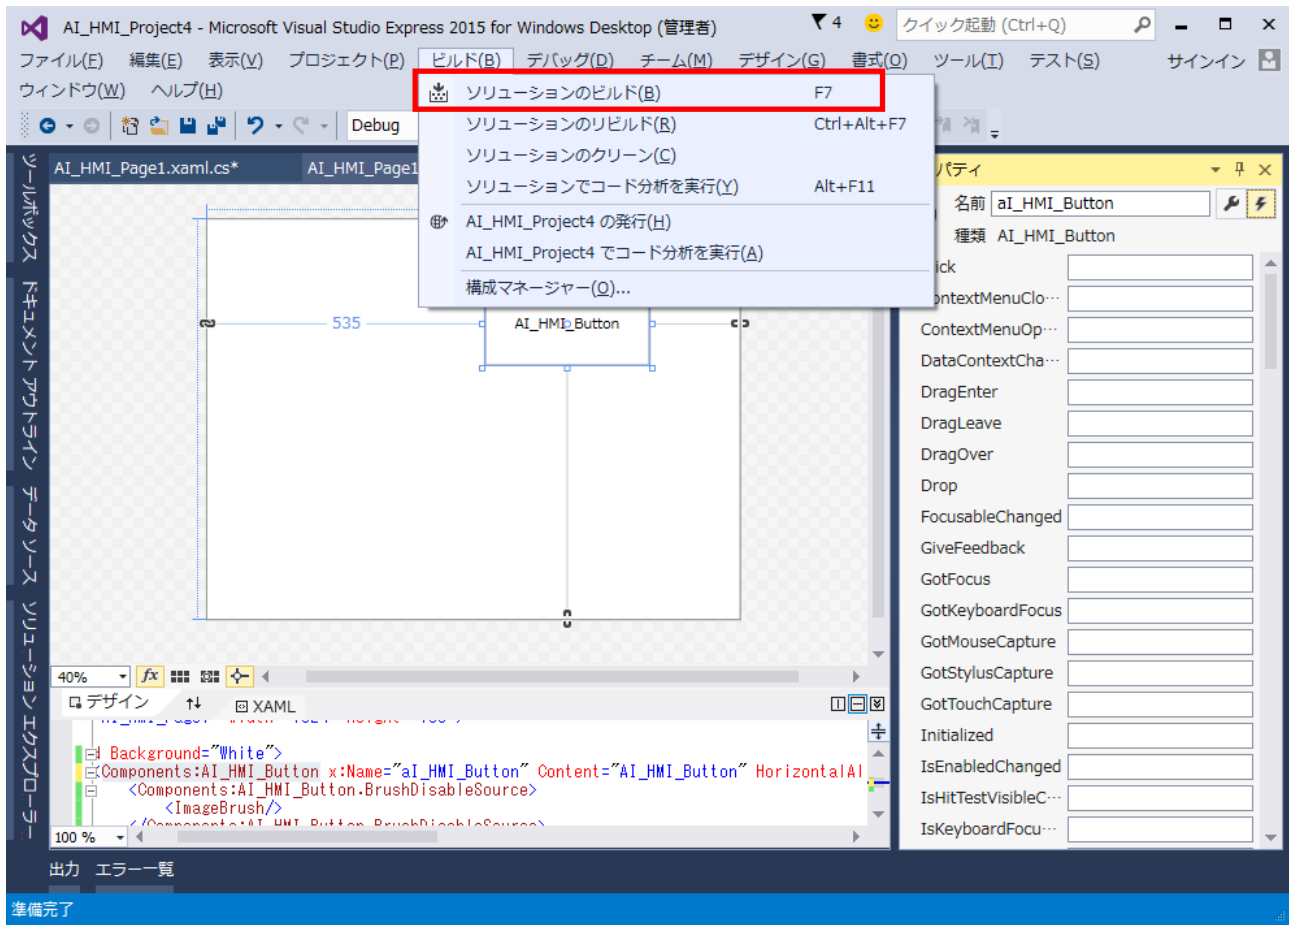 AI_HMI_Project4 - Microsoft Visual Studio Express 2015 for Windows Desktop (管理者)
4
クイック起動 (Ctrl+Q)
ファイル(F) 編集(E) 表示(V) プロジェクト(P) ビルド(B) デバッグ(D) チーム(M) デザイン(G) 書式(O) ツール(T) テスト(S) サインイン
ウィンドウ(W) ヘルプ(H)
ソリューションのビルド(B) F7
Debug
ソリューションのリビルド(R) Ctrl+Alt+F7
ソリューションのクリーン(C)
ソリューションでコード分析を実行(Y) Alt+F11
AI_HMI_Project4 の発行(H)
AI_HMI_Project4 でコード分析を実行(A)
構成マネージャー(O)...
ツールボックス
ドキュメント アウトライン
データ ソース
ソリューション エクスプローラー
AI_HMI_Page1.xaml.cs*
AI_HMI_Page1
535
AI_HMI_Button
パティ
名前 aI_HMI_Button
種類 AI_HMI_Button
ick
ontextMenuClo…
ContextMenuOp…
DataContextCha…
DragEnter
DragLeave
DragOver
Drop
FocusableChanged
GiveFeedback
GotFocus
GotKeyboardFocus
GotMouseCapture
GotStylusCapture
GotTouchCapture
Initialized
IsEnabledChanged
IsHitTestVisibleC…
IsKeyboardFocu…
40%
fx
デザイン
XAML
d Background="White">
<Components:AI_HMI_Button x:Name="aI_HMI_Button" Content="AI_HMI_Button" HorizontalAl
<Components:AI_HMI_Button.BrushDisableSource>
<ImageBrush/>
</Components:AI_HMI_Button.BrushDisableSource>
100 %
出力 エラー一覧
準備完了